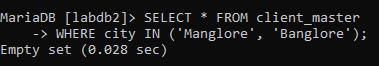 MariaDB [labdb2]> SELECT * FROM client_master
    -> WHERE city IN ('Manglore', 'Banglore');
Empty set (0.028 sec)